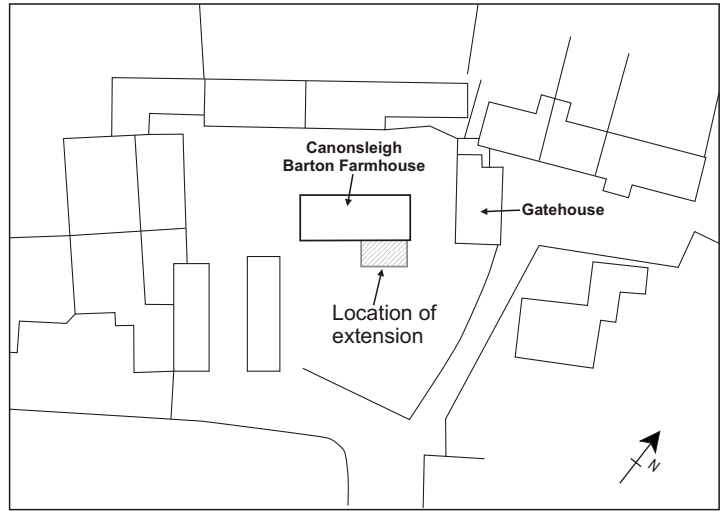 Canonsleigh
Barton Farmhouse
Gatehouse
Location of
extension
N